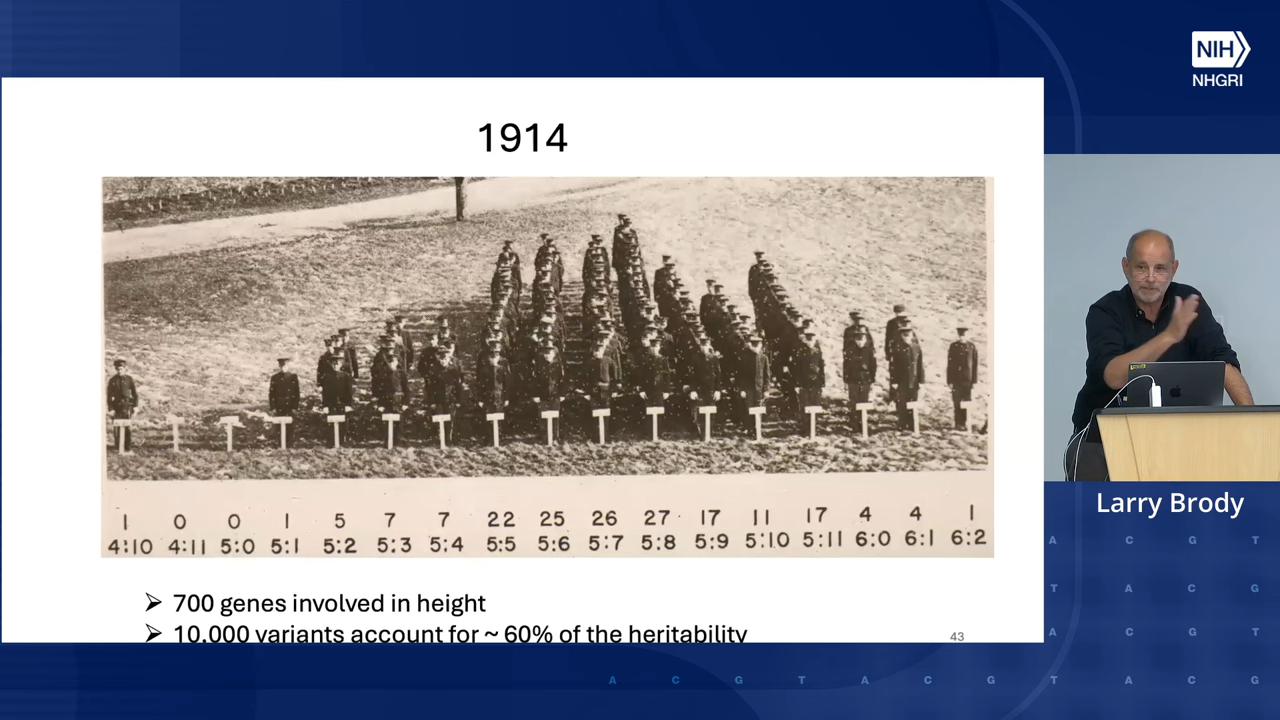 NIH
NHGRI
1914
1 0 0 1 5 7 7 22 25 26 27 17 11 17 4 4 1
4:10 4:11 5:0 5:1 5:2 5:3 5:4 5:5 5:6 5:7 5:8 5:9 5:10 5:11 6:0 6:1 6:2
➢ 700 genes involved in height
➢ 10,000 variants account for ~ 60% of the heritability
43
Larry Brody
A C G T
T A C G
A C G T
A C G T A C G T A C G